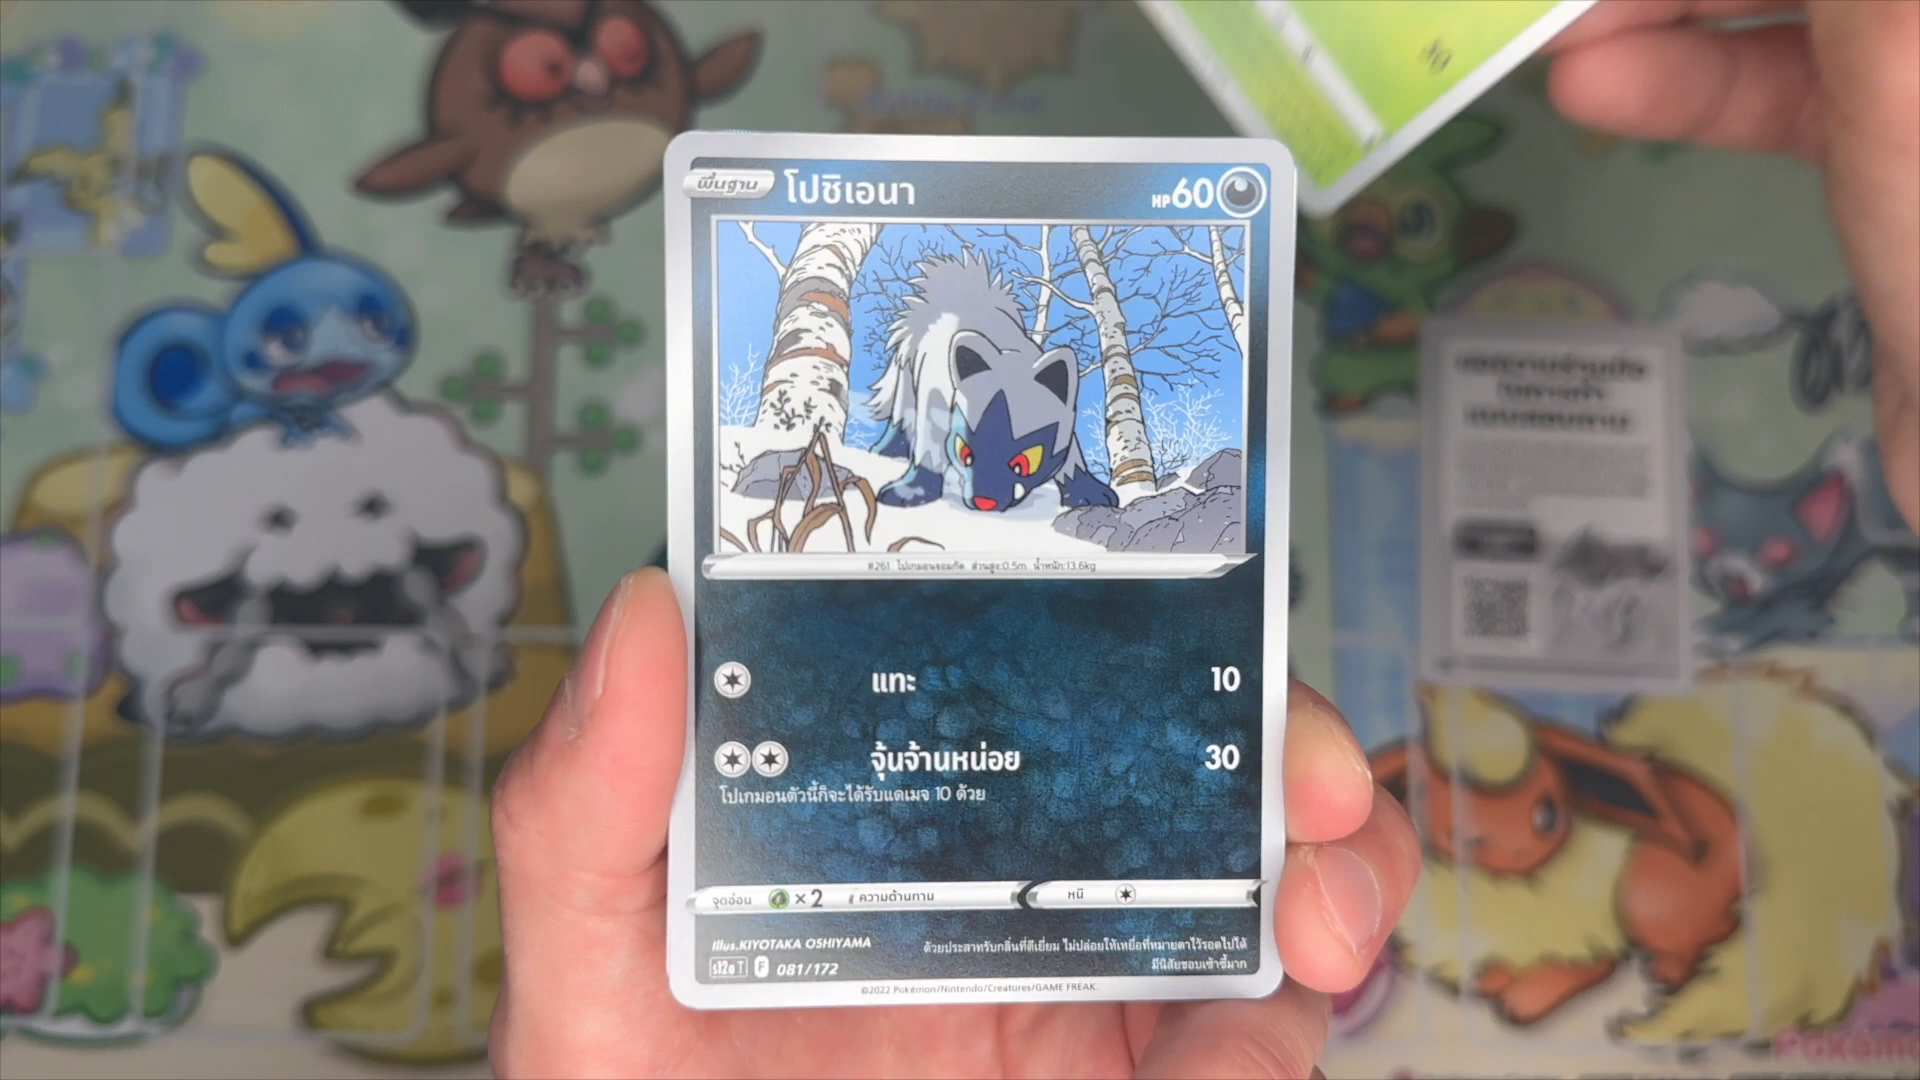 พื้นฐาน โปชิเอนา HP60
#261 โปเกมอนจอมกัด ส่วนสูง:0.5m น้ำหนัก:13.6kg
แทะ 10
จุ้นจ้านหน่อย 30
โปเกมอนตัวนี้ก็จะได้รับแดเมจ 10 ด้วย
จุดอ่อน ×2 ความต้านทาน หนี
Illus.KIYOTAKA OSHIYAMA
ด้วยประสาทรับกลิ่นที่ดีเยี่ยม ไม่ปล่อยให้เหยื่อที่หมายตาไว้รอดไปได้
มีนิสัยชอบเซ้าซี้มาก
s12a T F 081/172
©2022 Pokémon/Nintendo/Creatures/GAME FREAK.